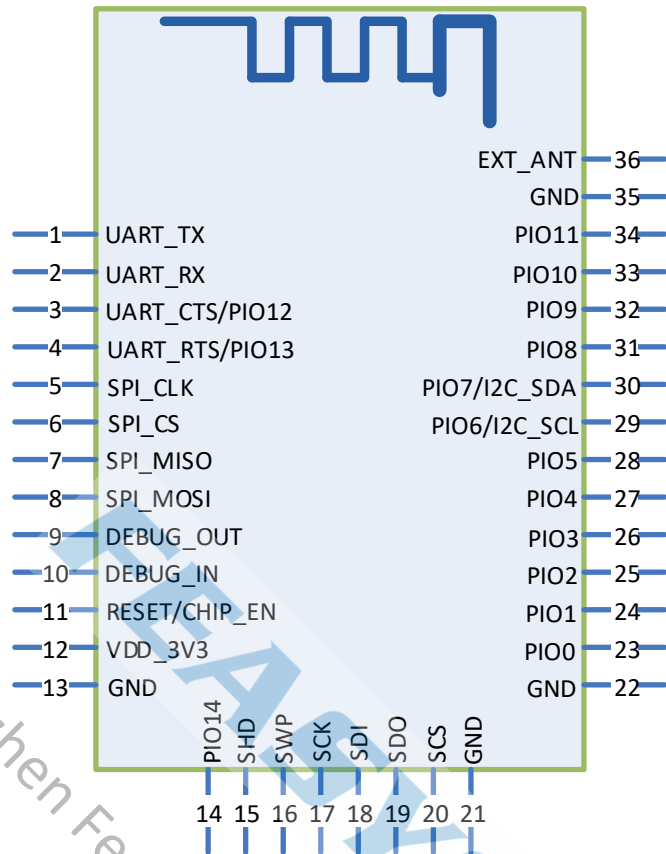 EXT_ANT 36
GND 35
1 UART_TX PIO11 34
2 UART_RX PIO10 33
3 UART_CTS/PIO12 PIO9 32
4 UART_RTS/PIO13 PIO8 31
5 SPI_CLK PIO7/I2C_SDA 30
6 SPI_CS PIO6/I2C_SCL 29
7 SPI_MISO PIO5 28
8 SPI_MOSI PIO4 27
9 DEBUG_OUT PIO3 26
10 DEBUG_IN PIO2 25
11 RESET/CHIP_EN PIO1 24
12 VDD_3V3 PIO0 23
13 GND GND 22
PIO14 SHD SWP SCK SDI SDO SCS GND
14 15 16 17 18 19 20 21
FEASY
zhen Fe